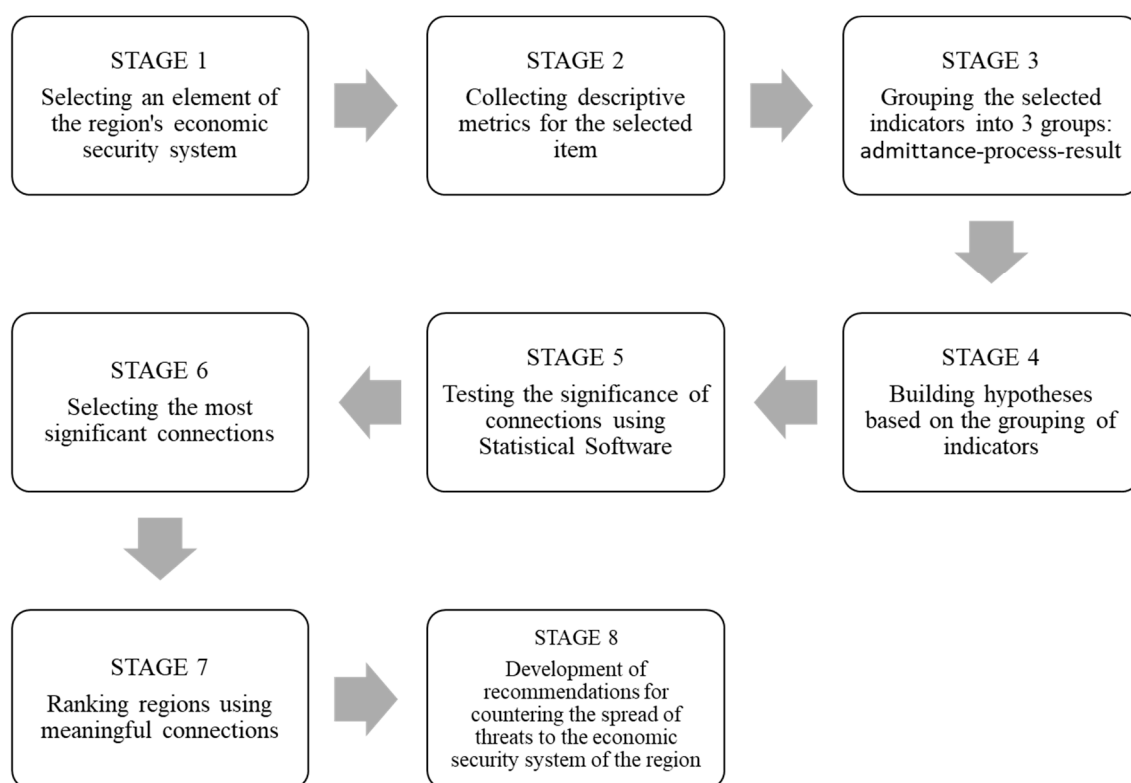 STAGE 1
Selecting an element of
the region's economic
security system
STAGE 2
Collecting descriptive
metrics for the selected
item
STAGE 3
Grouping the selected
indicators into 3 groups:
admittance-process-result
STAGE 4
Building hypotheses
based on the grouping of
indicators
STAGE 5
Testing the significance of
connections using
Statistical Software
STAGE 6
Selecting the most
significant connections
STAGE 7
Ranking regions using
meaningful connections
STAGE 8
Development of
recommendations for
countering the spread of
threats to the economic
security system of the region